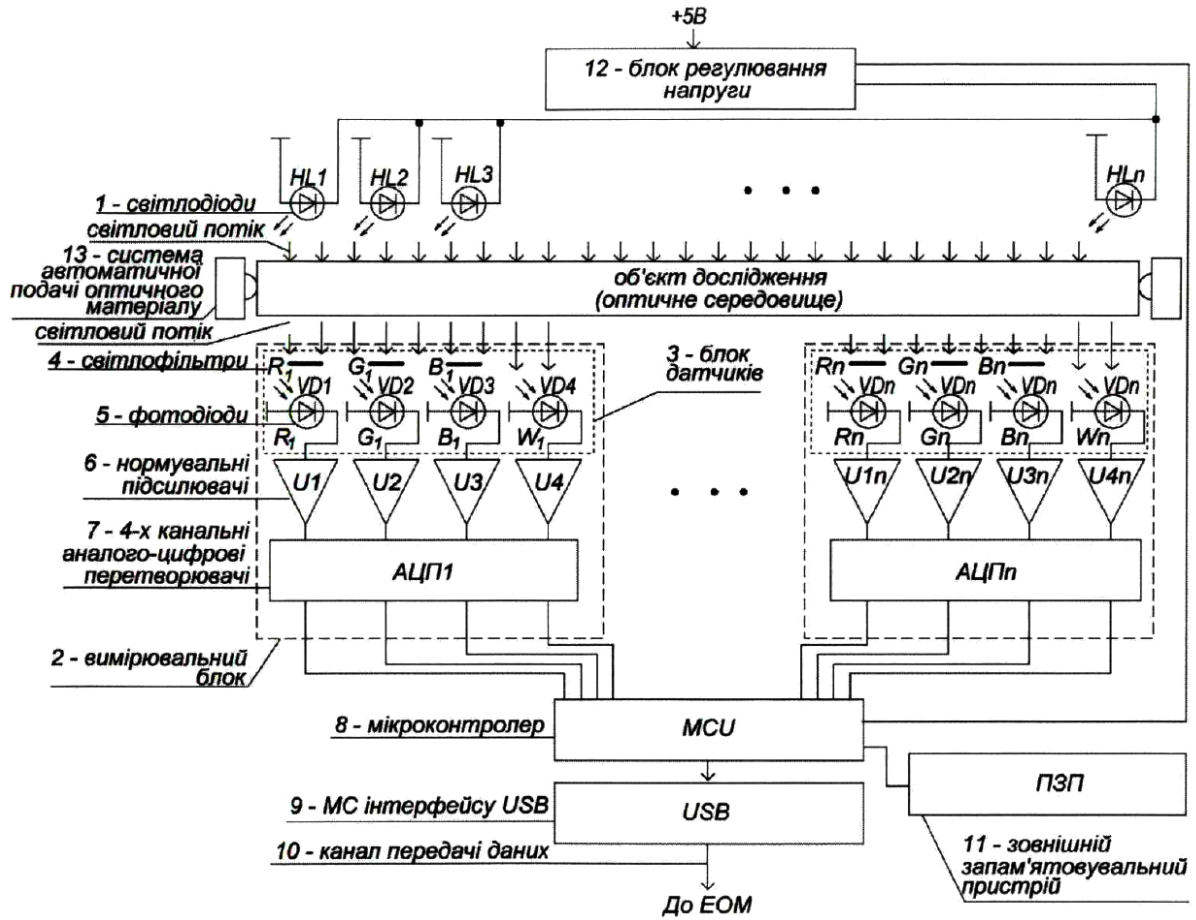 +5В
12 - блок регулювання
напруги
HL1
HL2
HL3
HLn
1 - світлодіоди
світловий потік
13 - система
автоматичної
подачі оптичного
матеріалу
об'єкт дослідження
(оптичне середовище)
світловий потік
4 - світлофільтри
R1
G1
B1
3 - блок
датчиків
Rn
Gn
Bn
VD1
VD2
VD3
VD4
VDn
VDn
VDn
VDn
5 - фотодіоди
R1
G1
B1
W1
Rn
Gn
Bn
Wn
6 - нормувальні
підсилювачі
U1
U2
U3
U4
U1n
U2n
U3n
U4n
7 - 4-х канальні
аналого-цифрові
перетворювачі
АЦП1
АЦПn
2 - вимірювальний
блок
8 - мікроконтролер
MCU
ПЗП
9 - МС інтерфейсу USB
USB
10 - канал передачі даних
11 - зовнішній
запам'ятовувальний
пристрій
До ЕОМ